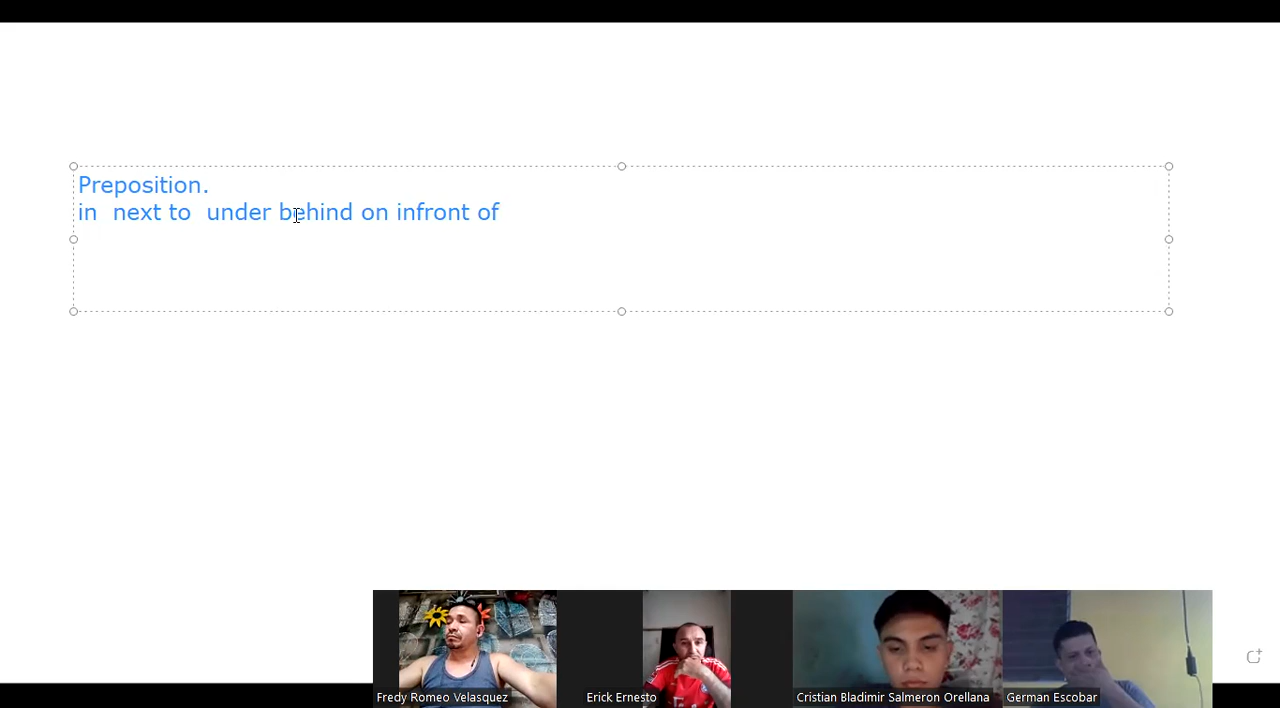 Preposition.
in next to under behind on infront of
Fredy Romeo Velasquez
Erick Ernesto
Cristian Bladimir Salmeron Orellana
German Escobar